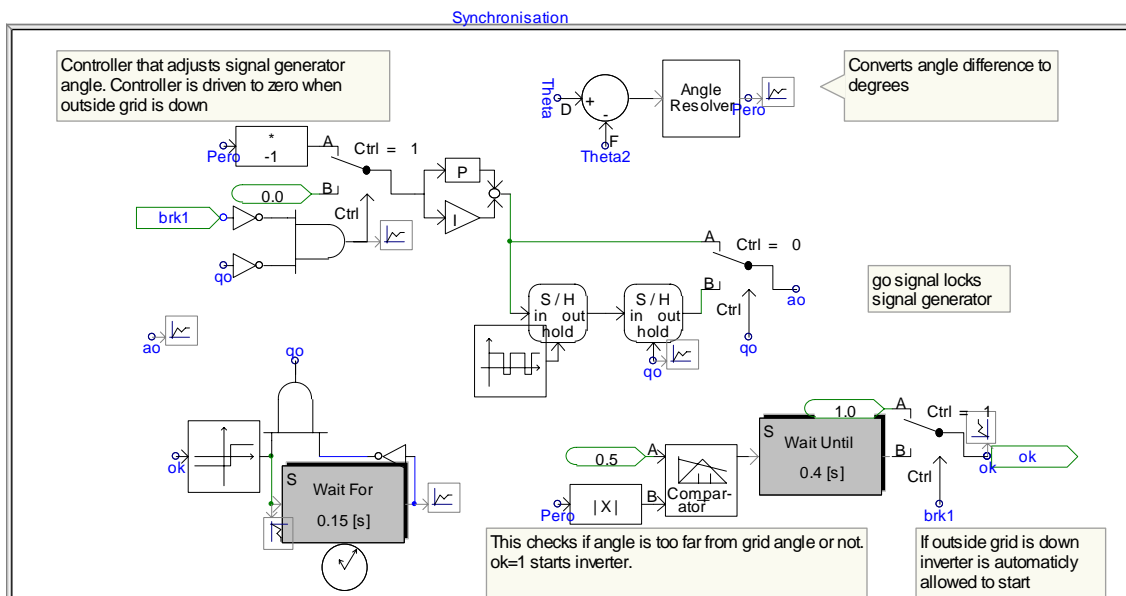 Synchronisation
Controller that adjusts signal generator
angle. Controller is driven to zero when
outside grid is down
Theta
D
+
-
F
Theta2
Angle
Resolver
Pero
Converts angle difference to
degrees
Pero
*
-1
A
Ctrl = 1
B
0.0
Ctrl
brk1
qo
P
I
A
Ctrl = 0
B
Ctrl
ao
qo
go signal locks
signal generator
S / H
in out
hold
S / H
in out
hold
qo
ao
qo
ok
S
Wait For
0.15 [s]
0.5
A
Pero
|X|
B
Compar-
ator
S
Wait Until
0.4 [s]
1.0
A
Ctrl = 1
B
Ctrl
brk1
ok
ok
This checks if angle is too far from grid angle or not.
ok=1 starts inverter.
If outside grid is down
inverter is automaticly
allowed to start